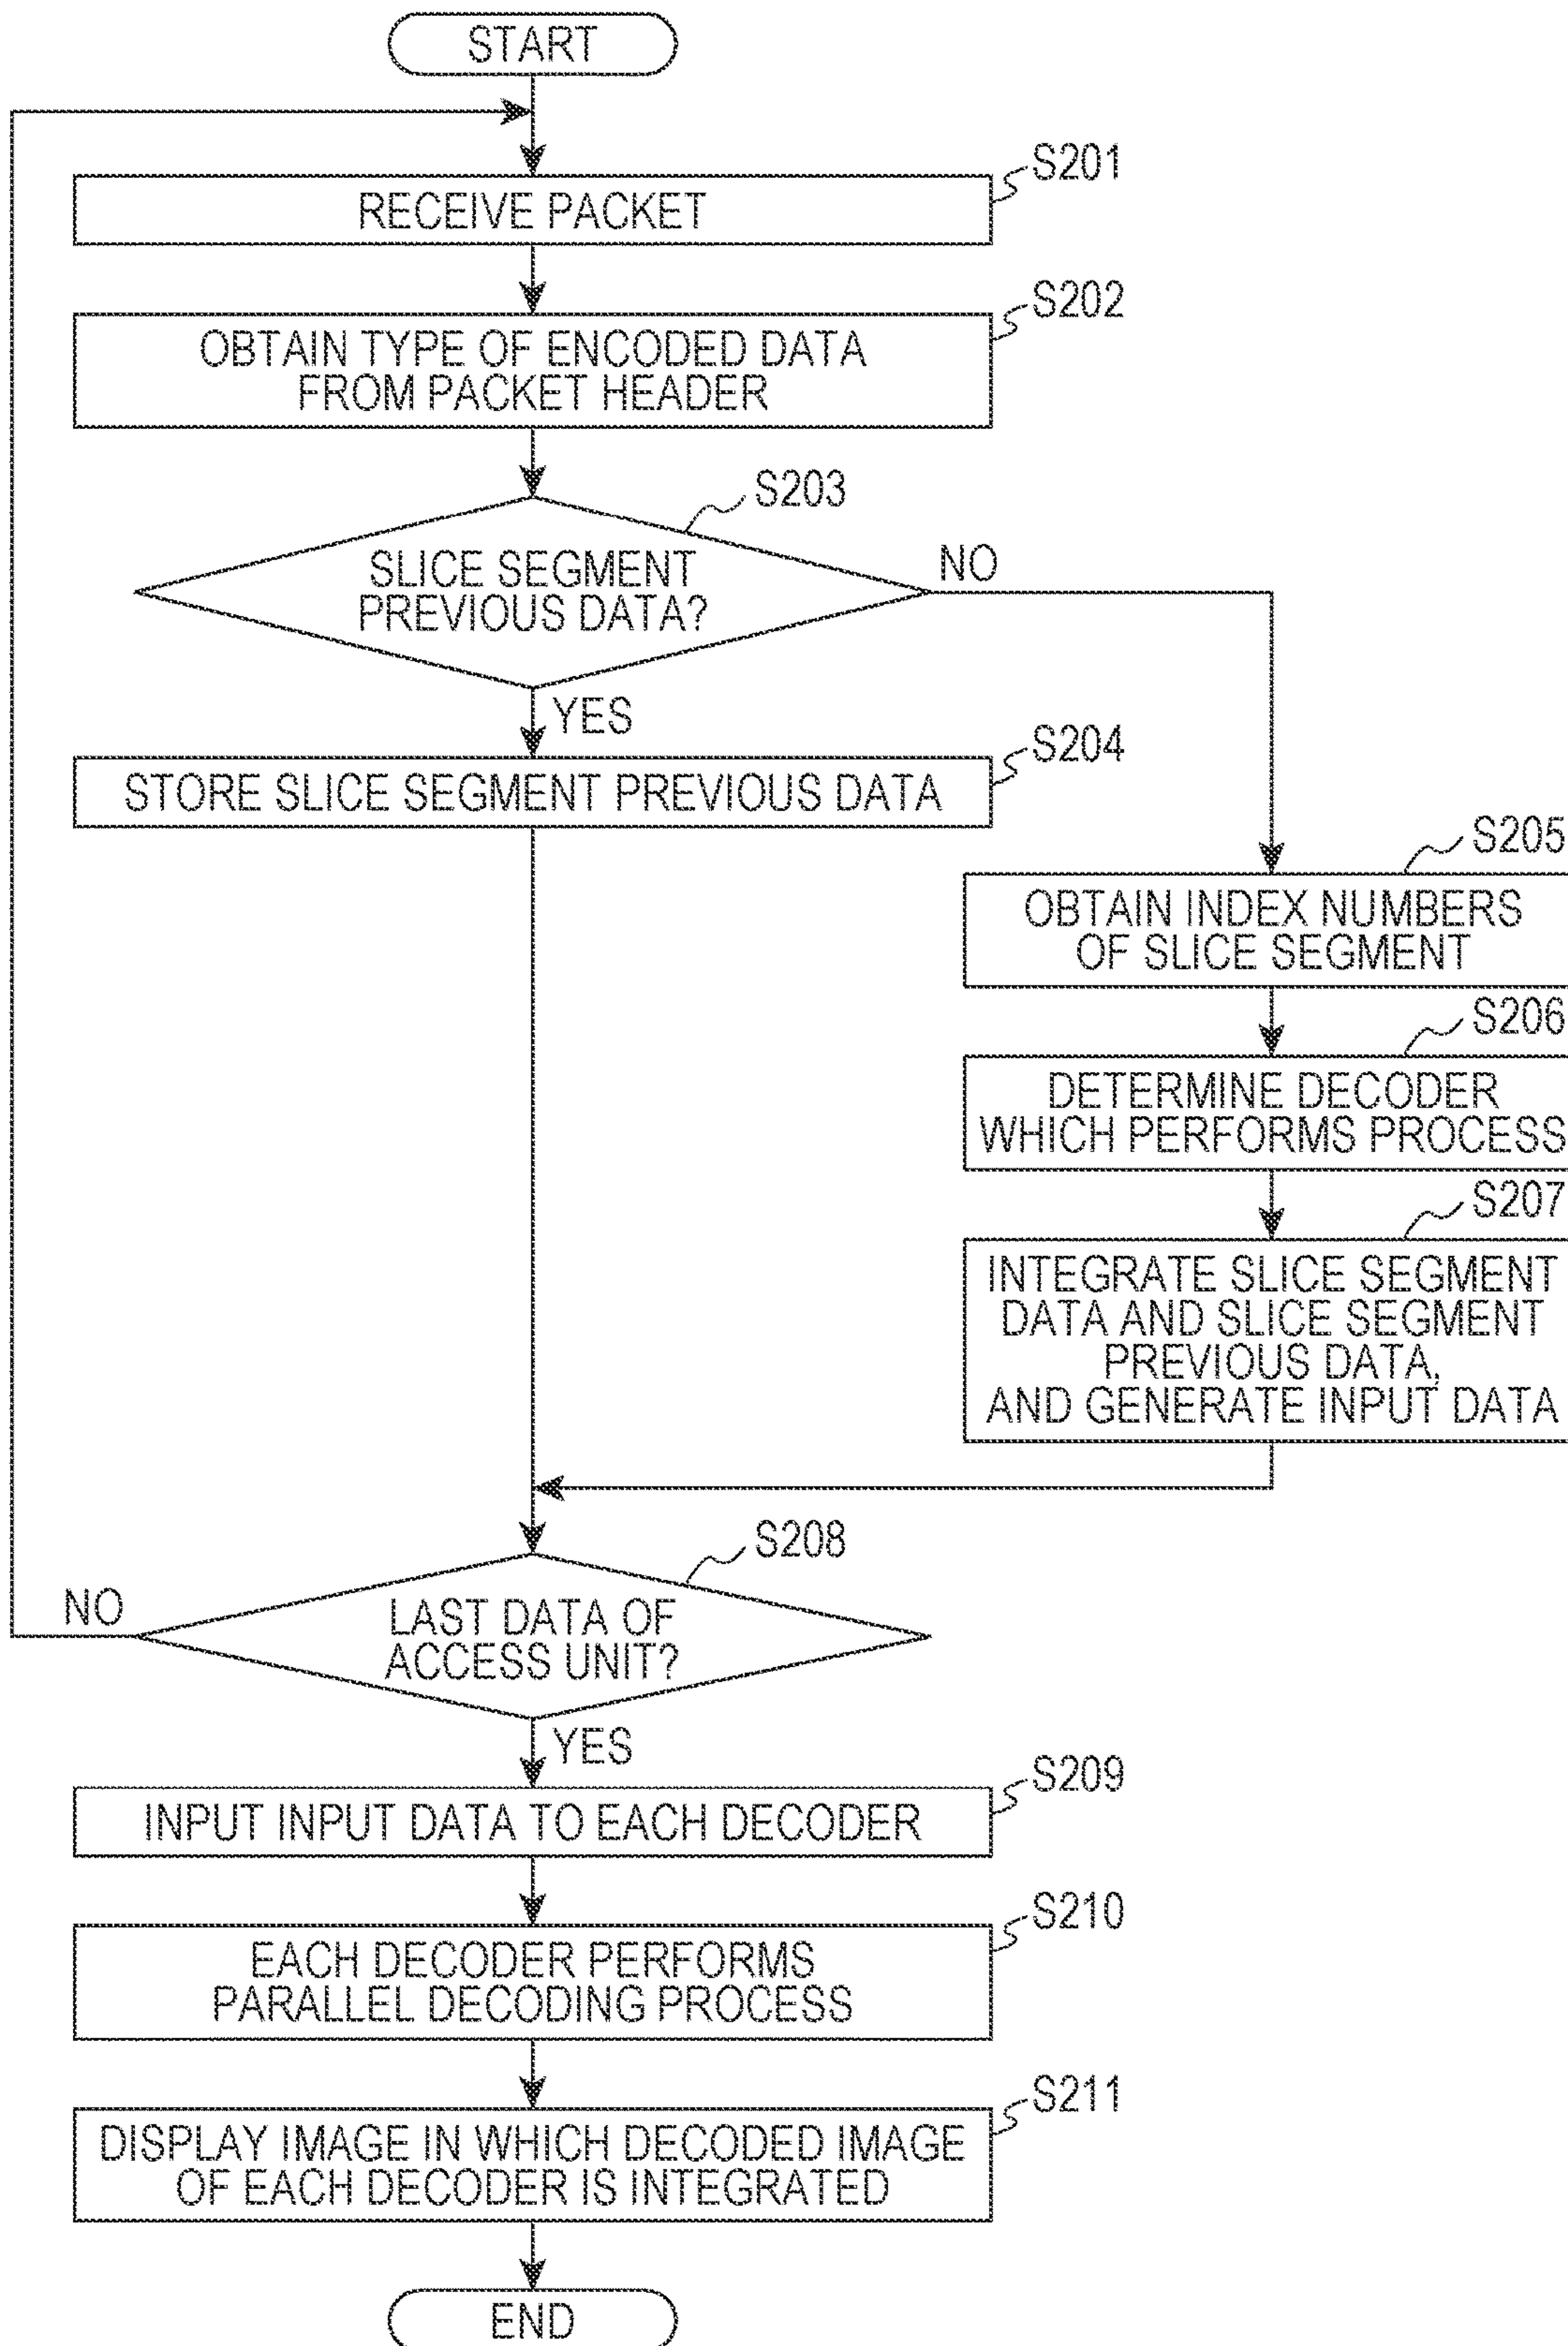 START
S201
RECEIVE PACKET
S202
OBTAIN TYPE OF ENCODED DATA
FROM PACKET HEADER
S203
SLICE SEGMENT
PREVIOUS DATA?
NO
YES
S204
STORE SLICE SEGMENT PREVIOUS DATA
S205
OBTAIN INDEX NUMBERS
OF SLICE SEGMENT
S206
DETERMINE DECODER
WHICH PERFORMS PROCESS
S207
INTEGRATE SLICE SEGMENT
DATA AND SLICE SEGMENT
PREVIOUS DATA,
AND GENERATE INPUT DATA
S208
LAST DATA OF
ACCESS UNIT?
NO
YES
S209
INPUT INPUT DATA TO EACH DECODER
S210
EACH DECODER PERFORMS
PARALLEL DECODING PROCESS
S211
DISPLAY IMAGE IN WHICH DECODED IMAGE
OF EACH DECODER IS INTEGRATED
END